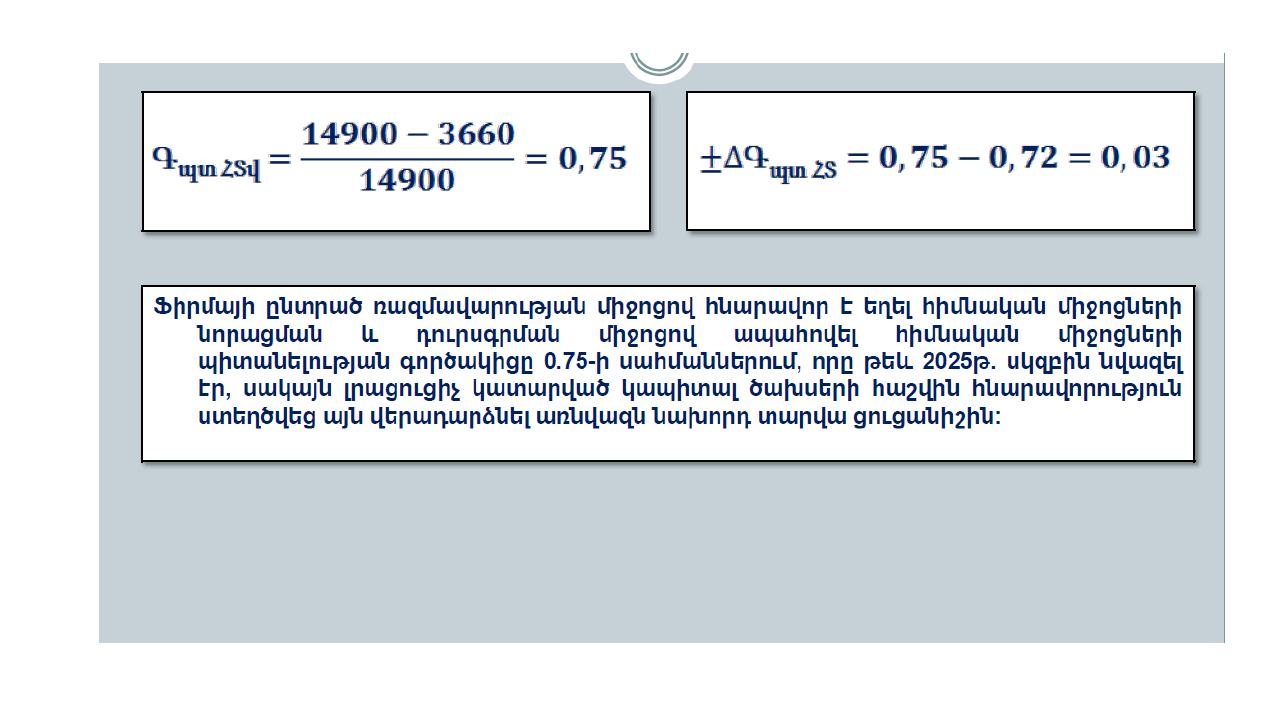 Գպտ ՀՏվ = (14900 − 3660) / 14900 = 0,75
±ΔԳպտ ՀՏ = 0,75 − 0,72 = 0,03
Ֆիրմայի ընտրած ռազմավարության միջոցով հնարավոր է եղել հիմնական միջոցների
նորացման և դուրսգրման միջոցով ապահովել հիմնական միջոցների
պիտանելության գործակիցը 0.75-ի սահմաններում, որը թեև 2025թ. սկզբին նվազել
էր, սակայն լրացուցիչ կատարված կապիտալ ծախսերի հաշվին հնարավորություն
ստեղծվեց այն վերադարձնել առնվազն նախորդ տարվա ցուցանիշին: